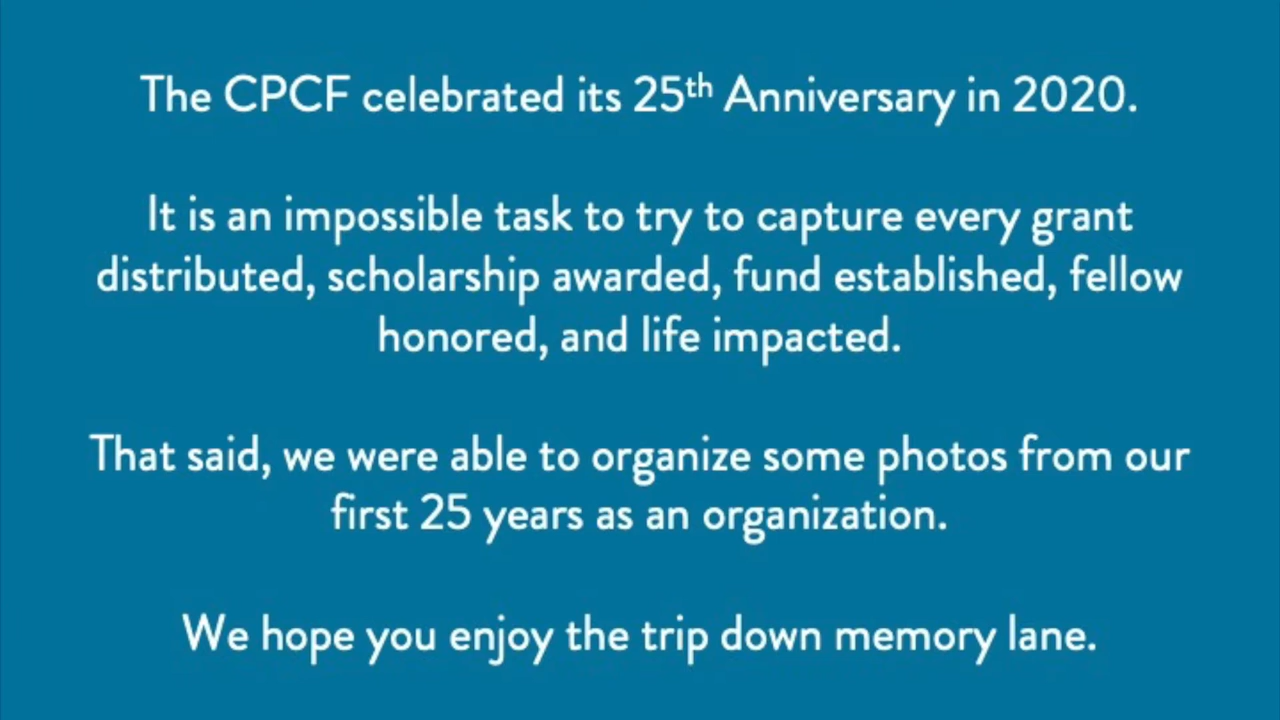 The CPCF celebrated its 25th Anniversary in 2020.
It is an impossible task to try to capture every grant
distributed, scholarship awarded, fund established, fellow
honored, and life impacted.
That said, we were able to organize some photos from our
first 25 years as an organization.
We hope you enjoy the trip down memory lane.